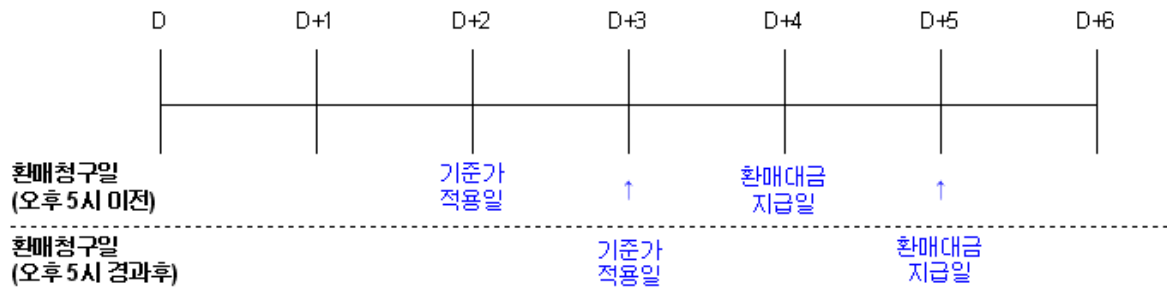 D D+1 D+2 D+3 D+4 D+5 D+6
환매청구일
(오후 5시 이전)
기준가
적용일
↑
환매대금
지급일
↑
환매청구일
(오후 5시 경과후)
기준가
적용일
환매대금
지급일